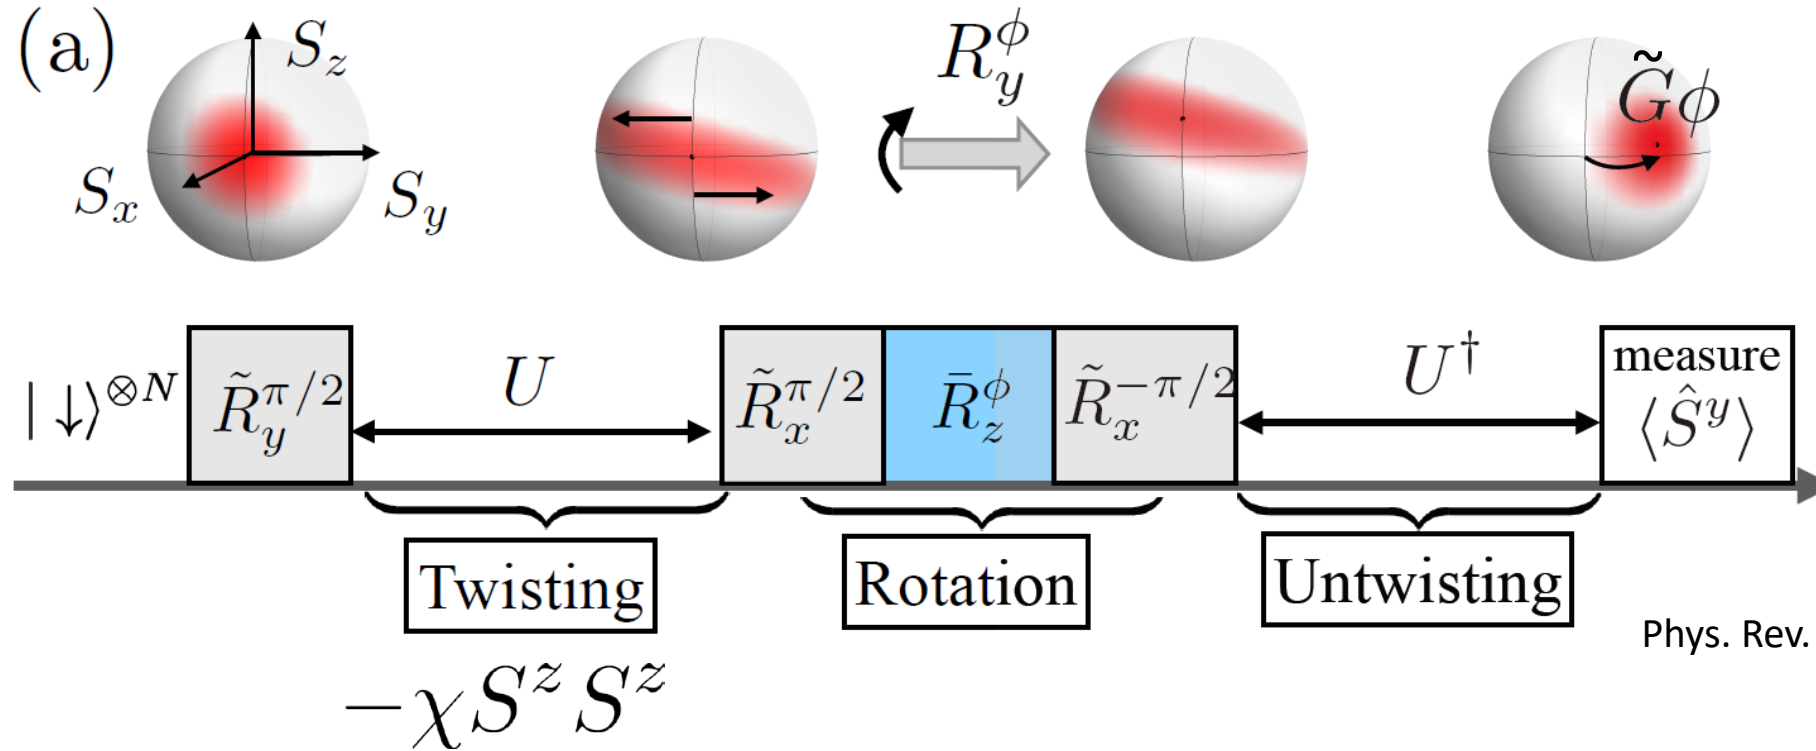 (a)
S_z
S_x
S_y
R_y^ϕ
G̃ϕ
|↓⟩^{⊗N}
R̃_y^{π/2}
U
R̃_x^{π/2}
R̄_z^ϕ
R̃_x^{-π/2}
U^†
measure
⟨Ŝ^y⟩
Twisting
Rotation
Untwisting
Phys. Rev.
−χS^zS^z